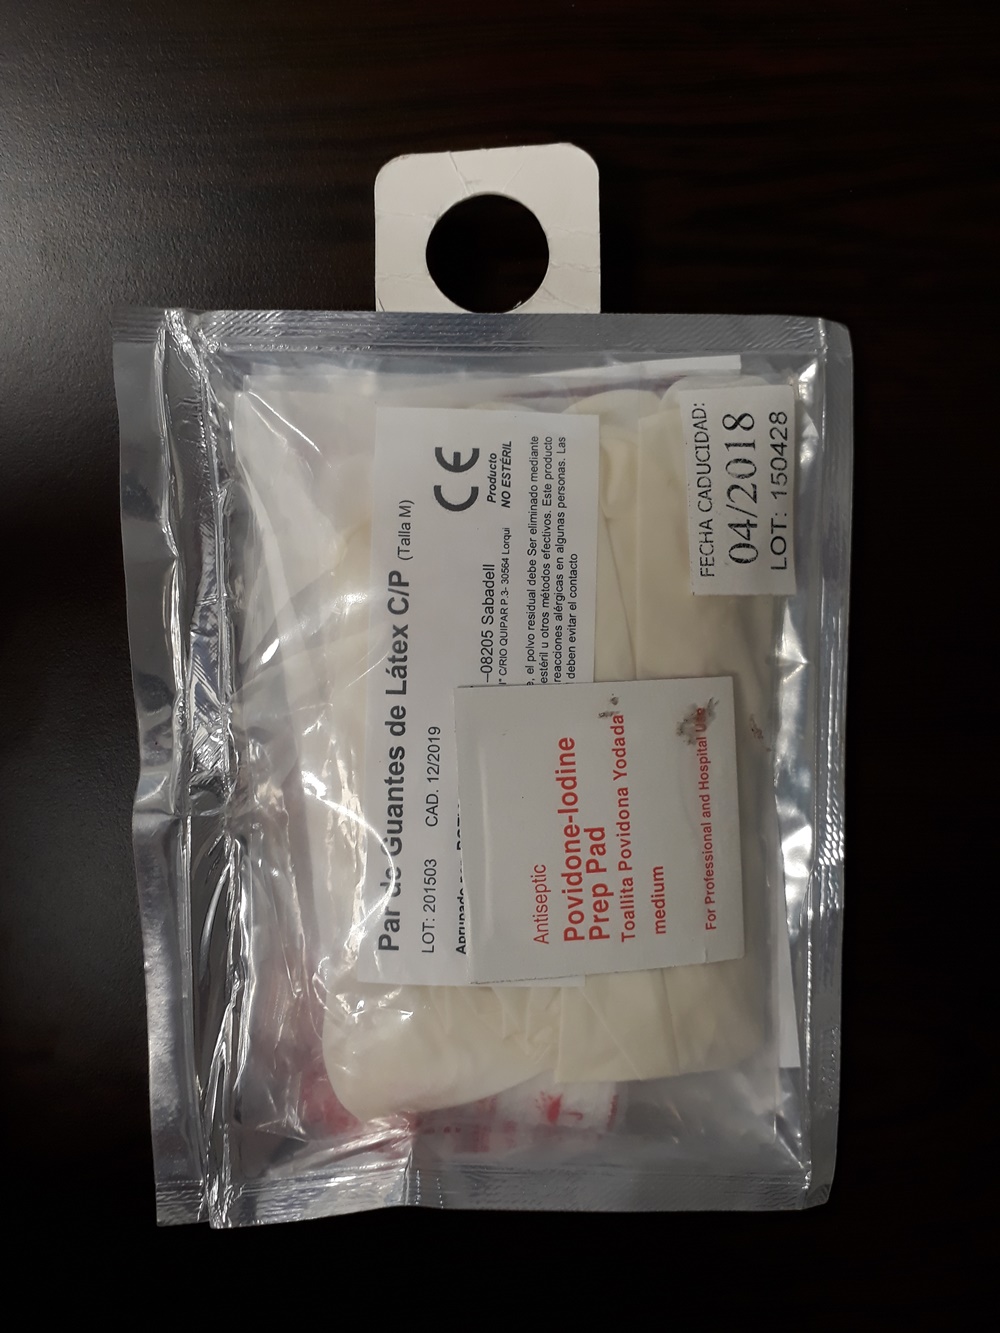 Par de Guantes de Látex C/P (Talla M)
LOT: 201503 CAD. 12/2019
CE
–08205 Sabadell
C/RIO QUIPAR P.3- 30564 Lorqui
Producto
NO ESTÉRIL
, el polvo residual debe Ser eliminado mediante
estéril u otros métodos efectivos. Este producto
reacciones alérgicas en algunas personas. Las
deben evitar el contacto
Antiseptic
Povidone-Iodine
Prep Pad
Toallita Povidona Yodada
medium
For Professional and Hospital Use
FECHA CADUCIDAD:
04/2018
LOT: 150428